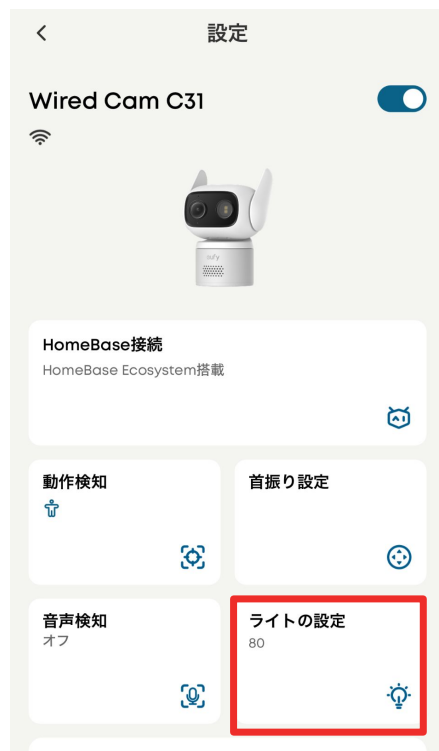 設定
Wired Cam C31
eufy
HomeBase接続
HomeBase Ecosystem搭載
動作検知
首振り設定
音声検知
オフ
ライトの設定
80